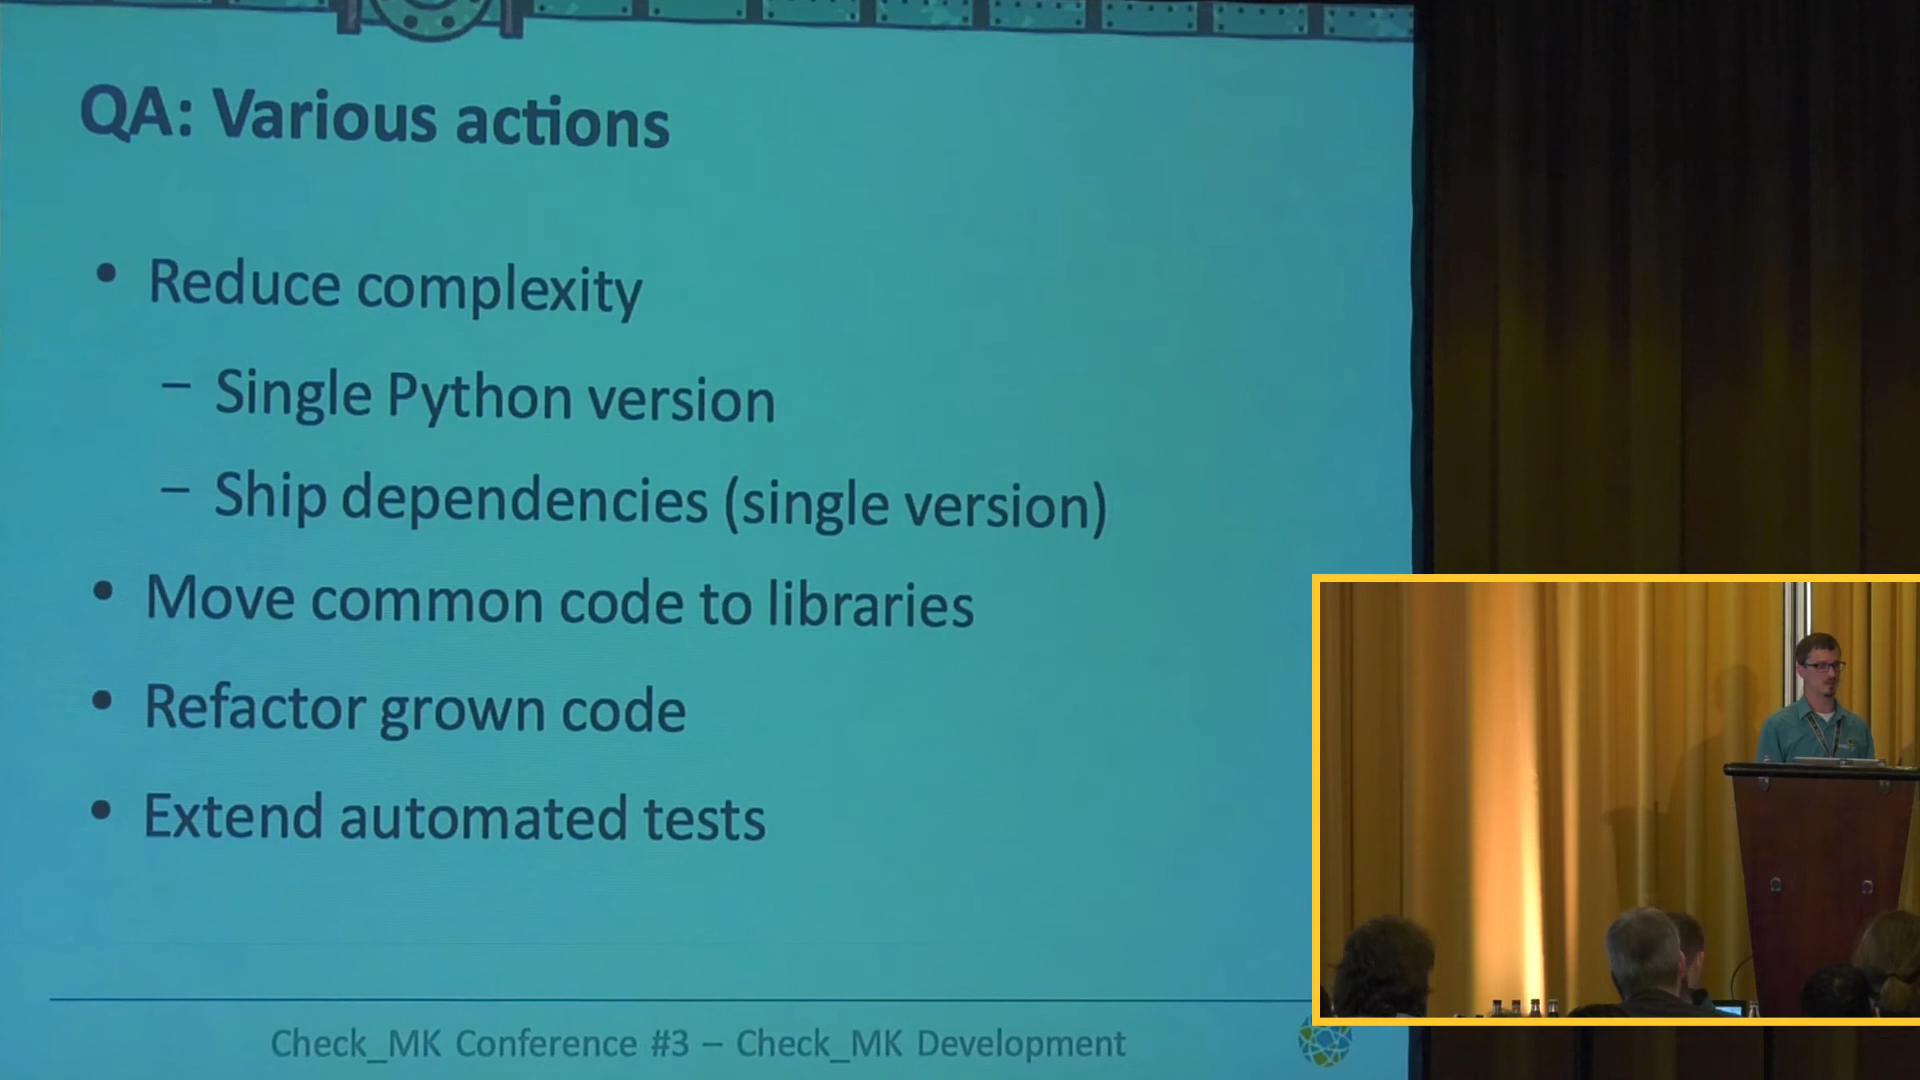 QA: Various actions
• Reduce complexity
– Single Python version
– Ship dependencies (single version)
• Move common code to libraries
• Refactor grown code
• Extend automated tests
Check_MK Conference #3 – Check_MK Development